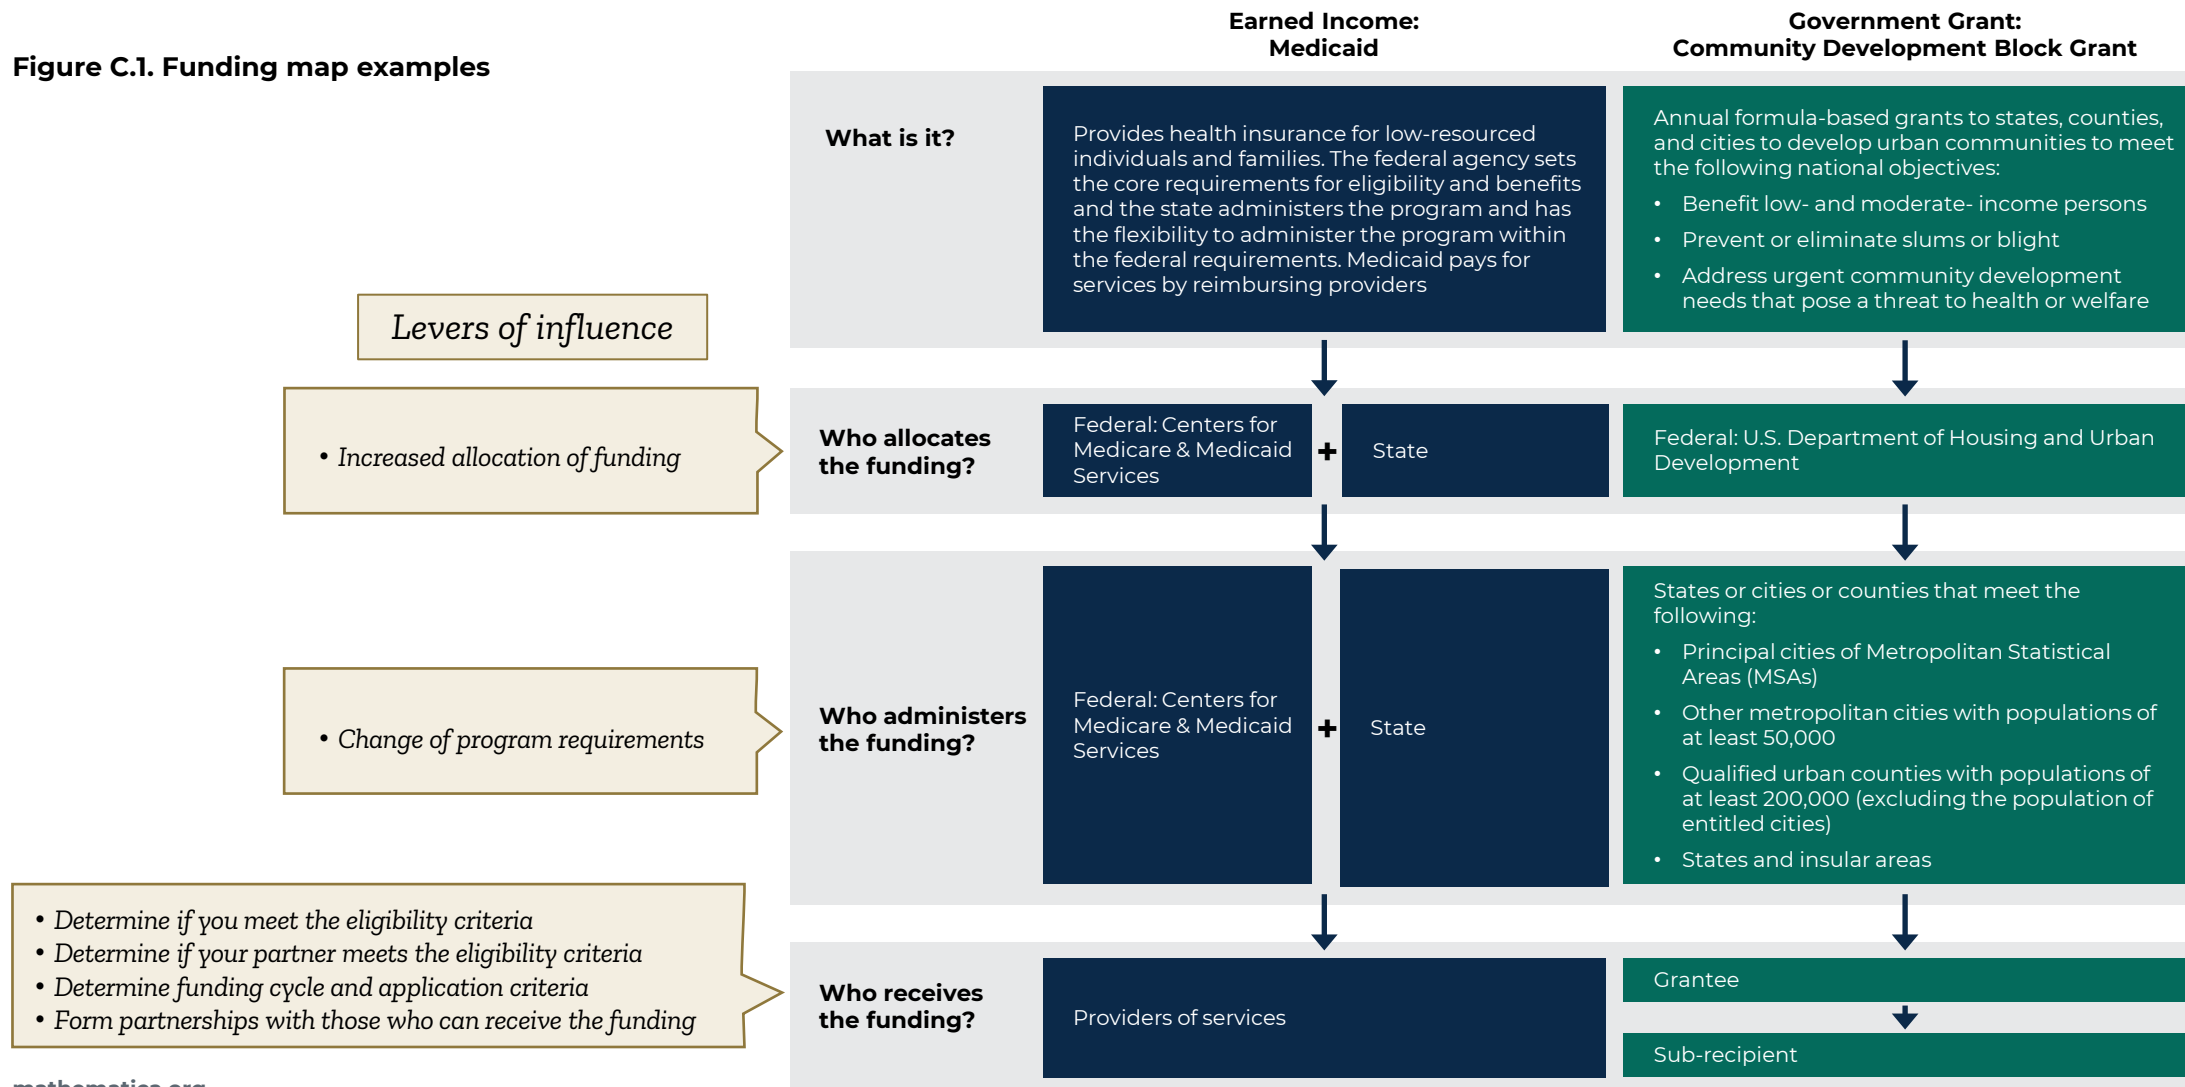 Earned Income:
Medicaid
Government Grant:
Community Development Block Grant
Figure C.1. Funding map examples
What is it?
Provides health insurance for low-resourced
individuals and families. The federal agency sets
the core requirements for eligibility and benefits
and the state administers the program and has
the flexibility to administer the program within
the federal requirements. Medicaid pays for
services by reimbursing providers
Annual formula-based grants to states, counties,
and cities to develop urban communities to meet
the following national objectives:
• Benefit low- and moderate- income persons
• Prevent or eliminate slums or blight
• Address urgent community development
needs that pose a threat to health or welfare
Levers of influence
• Increased allocation of funding
Who allocates
the funding?
Federal: Centers for
Medicare & Medicaid
Services
+
State
Federal: U.S. Department of Housing and Urban
Development
• Change of program requirements
Who administers
the funding?
Federal: Centers for
Medicare & Medicaid
Services
+
State
States or cities or counties that meet the
following:
• Principal cities of Metropolitan Statistical
Areas (MSAs)
• Other metropolitan cities with populations of
at least 50,000
• Qualified urban counties with populations of
at least 200,000 (excluding the population of
entitled cities)
• States and insular areas
• Determine if you meet the eligibility criteria
• Determine if your partner meets the eligibility criteria
• Determine funding cycle and application criteria
• Form partnerships with those who can receive the funding
Who receives
the funding?
Providers of services
Grantee
Sub-recipient
mathematica.org